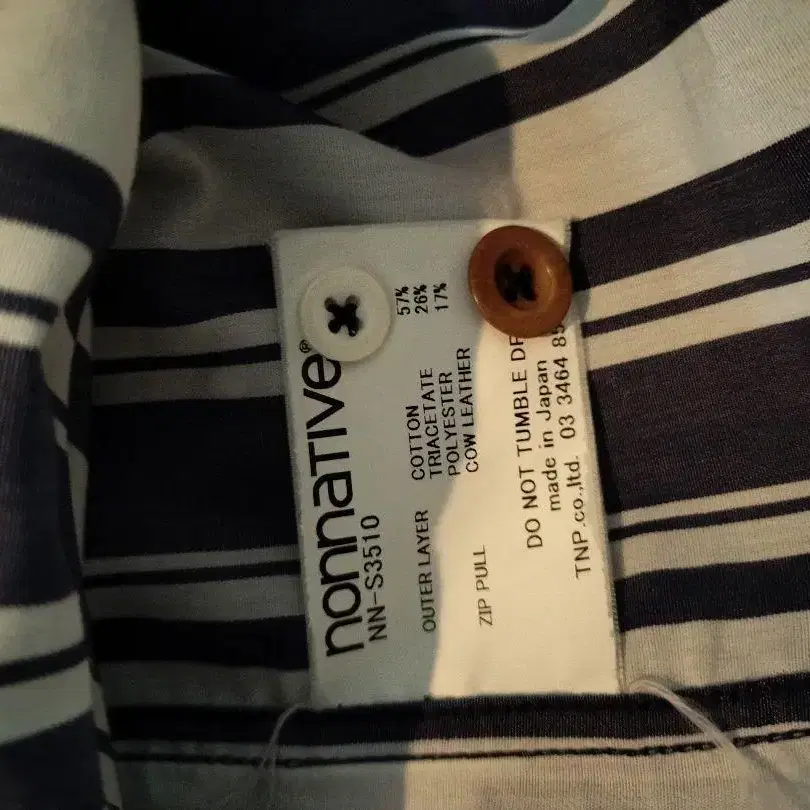 nonnative®
NN-S3510
OUTER LAYER COTTON 57%
TRIACETATE 26%
POLYESTER 17%
ZIP PULL COW LEATHER
DO NOT TUMBLE
made in Japan
TNP.co.,ltd. 03 3464